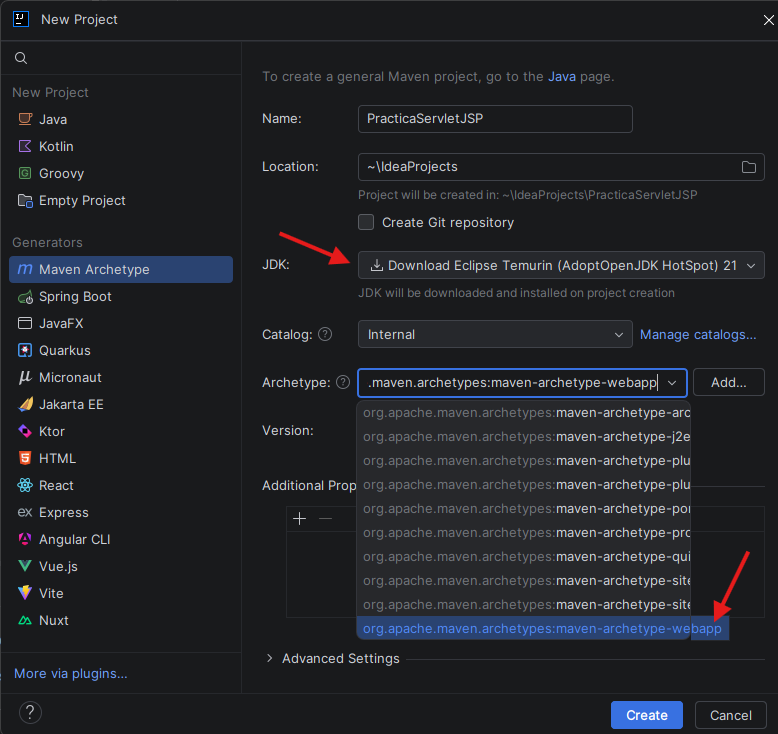 New Project
To create a general Maven project, go to the Java page.
New Project
Java
Kotlin
Groovy
Empty Project
Generators
Maven Archetype
Spring Boot
JavaFX
Quarkus
Micronaut
Jakarta EE
Ktor
HTML
React
Express
Angular CLI
Vue.js
Vite
Nuxt
More via plugins...
Name: PracticaServletJSP
Location: ~\IdeaProjects
Project will be created in: ~\IdeaProjects\PracticaServletJSP
Create Git repository
JDK: Download Eclipse Temurin (AdoptOpenJDK HotSpot) 21
JDK will be downloaded and installed on project creation
Catalog: ? Internal Manage catalogs...
Archetype: ? .maven.archetypes:maven-archetype-webapp Add...
org.apache.maven.archetypes:maven-archetype-arc
org.apache.maven.archetypes:maven-archetype-j2e
org.apache.maven.archetypes:maven-archetype-plu
org.apache.maven.archetypes:maven-archetype-plu
org.apache.maven.archetypes:maven-archetype-por
org.apache.maven.archetypes:maven-archetype-pro
org.apache.maven.archetypes:maven-archetype-qui
org.apache.maven.archetypes:maven-archetype-site
org.apache.maven.archetypes:maven-archetype-site
org.apache.maven.archetypes:maven-archetype-webapp
Version:
Additional Prop
Advanced Settings
? Create Cancel